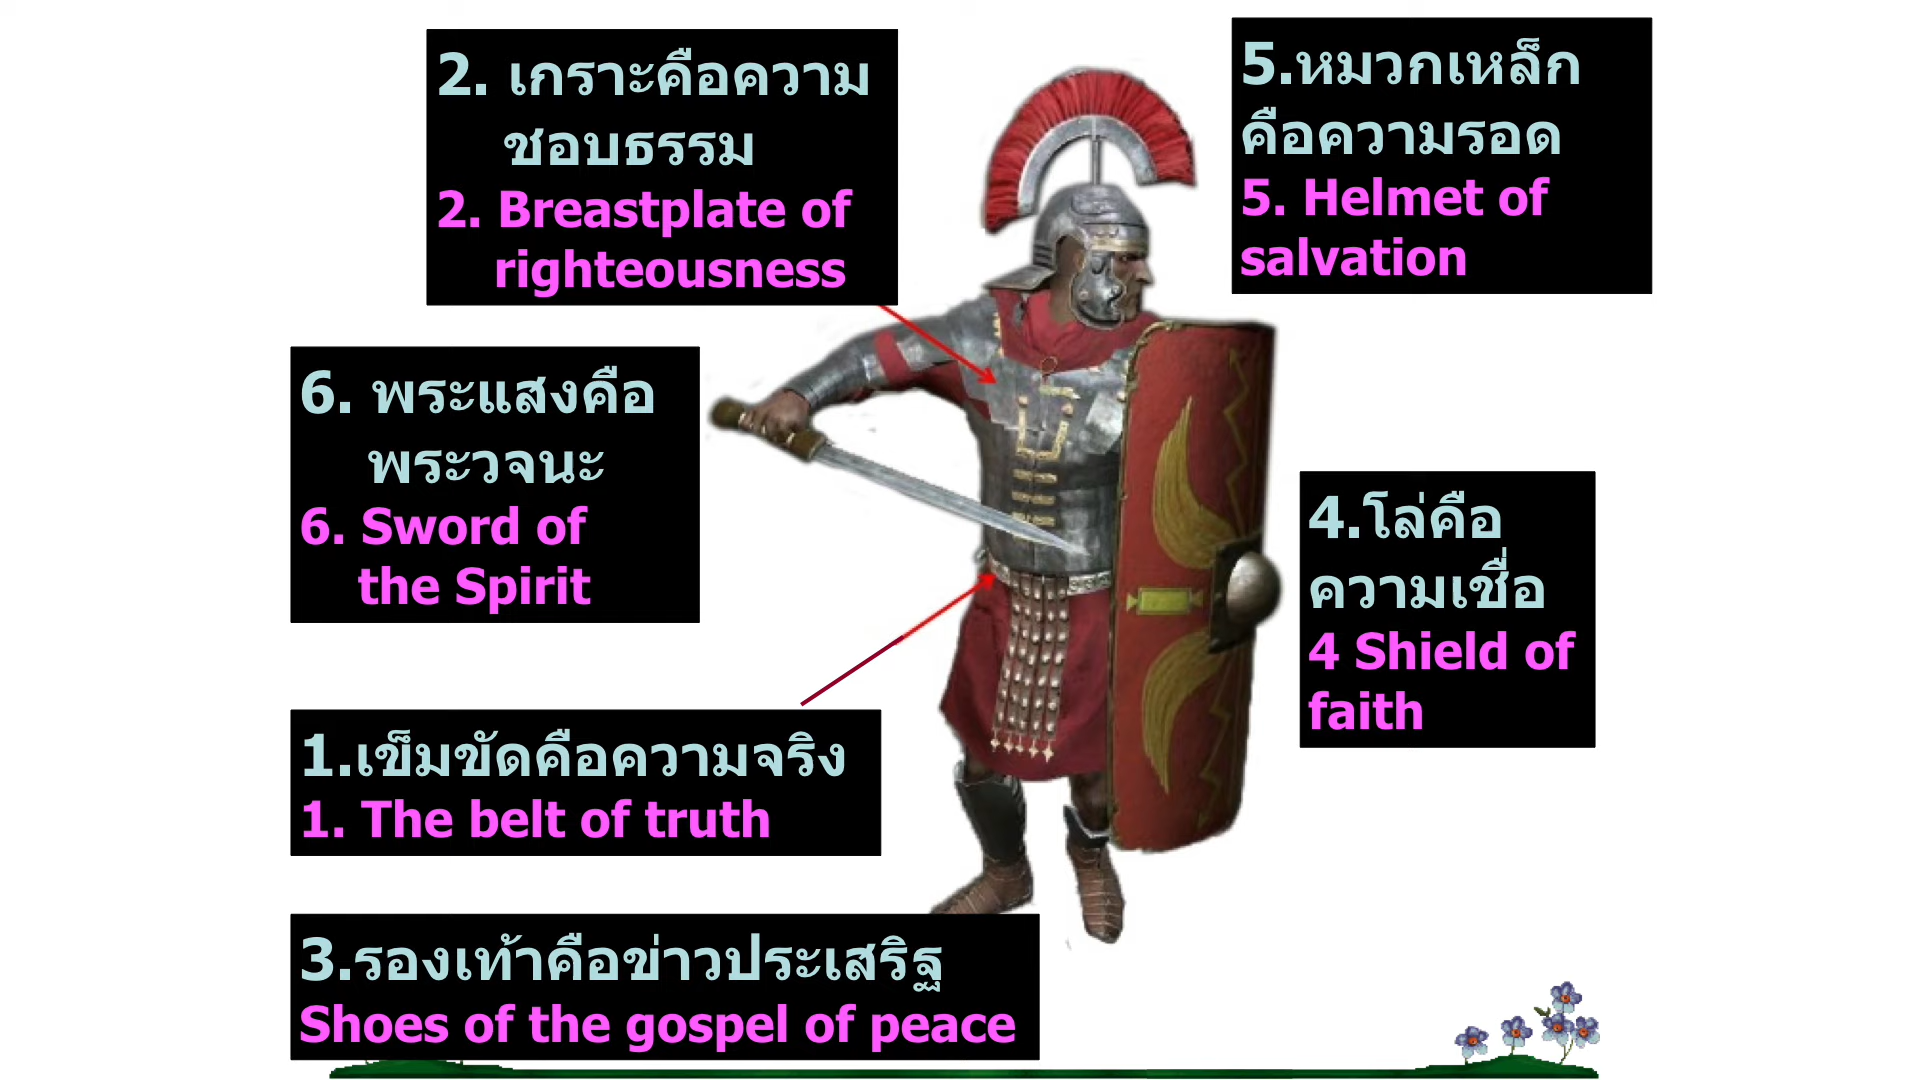 2. เกราะคือความ
ชอบธรรม
2. Breastplate of
righteousness
5.หมวกเหล็ก
คือความรอด
5. Helmet of
salvation
6. พระแสงคือ
พระวจนะ
6. Sword of
the Spirit
4.โล่คือ
ความเชื่อ
4 Shield of
faith
1.เข็มขัดคือความจริง
1. The belt of truth
3.รองเท้าคือข่าวประเสริฐ
Shoes of the gospel of peace